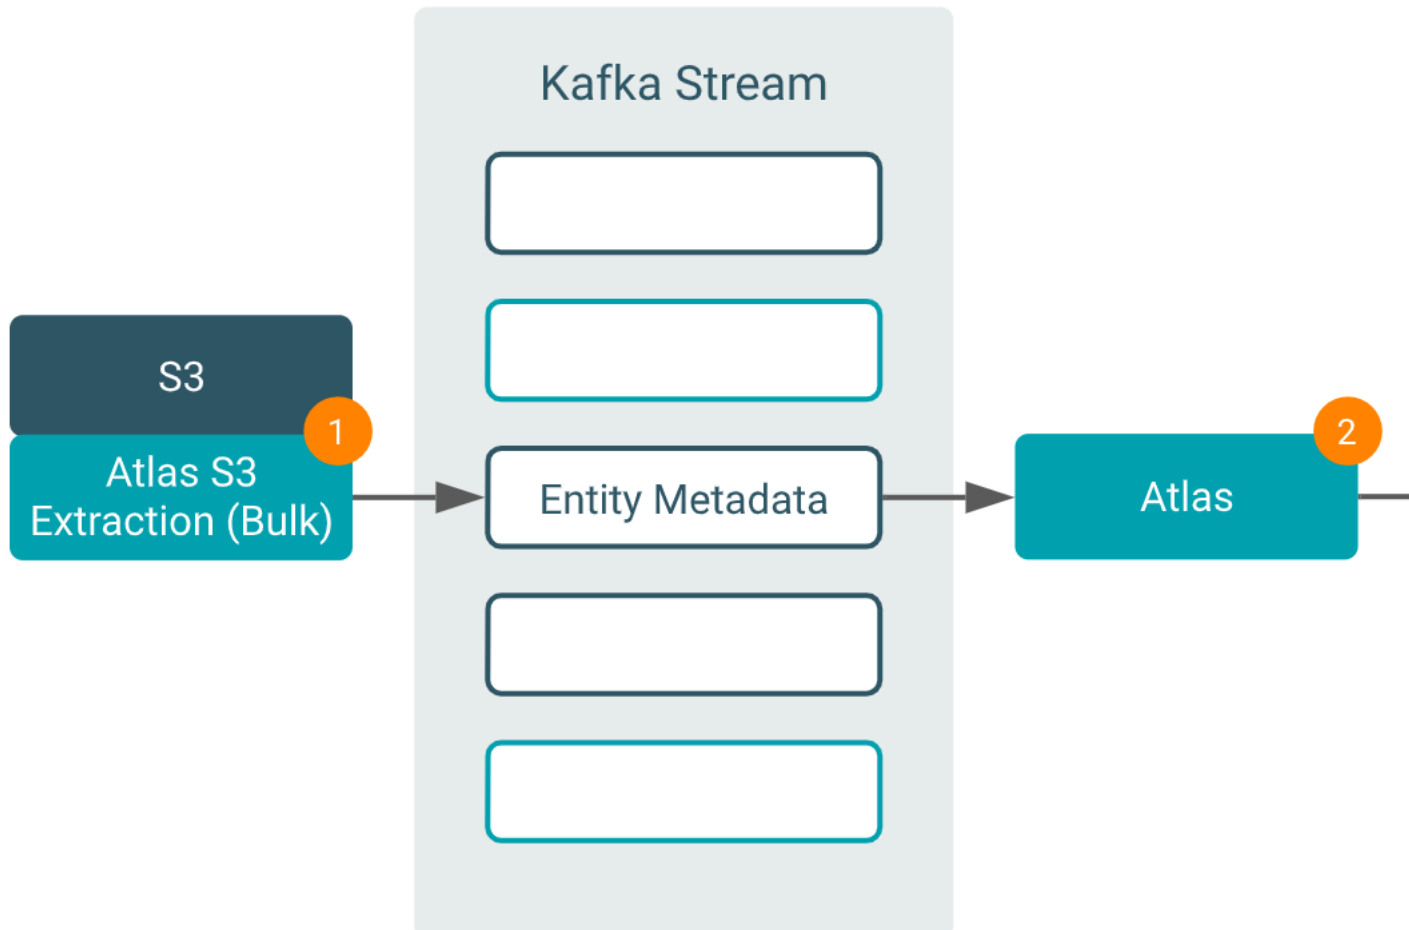 Kafka Stream
S3
1
Atlas S3
Extraction (Bulk)
Entity Metadata
2
Atlas